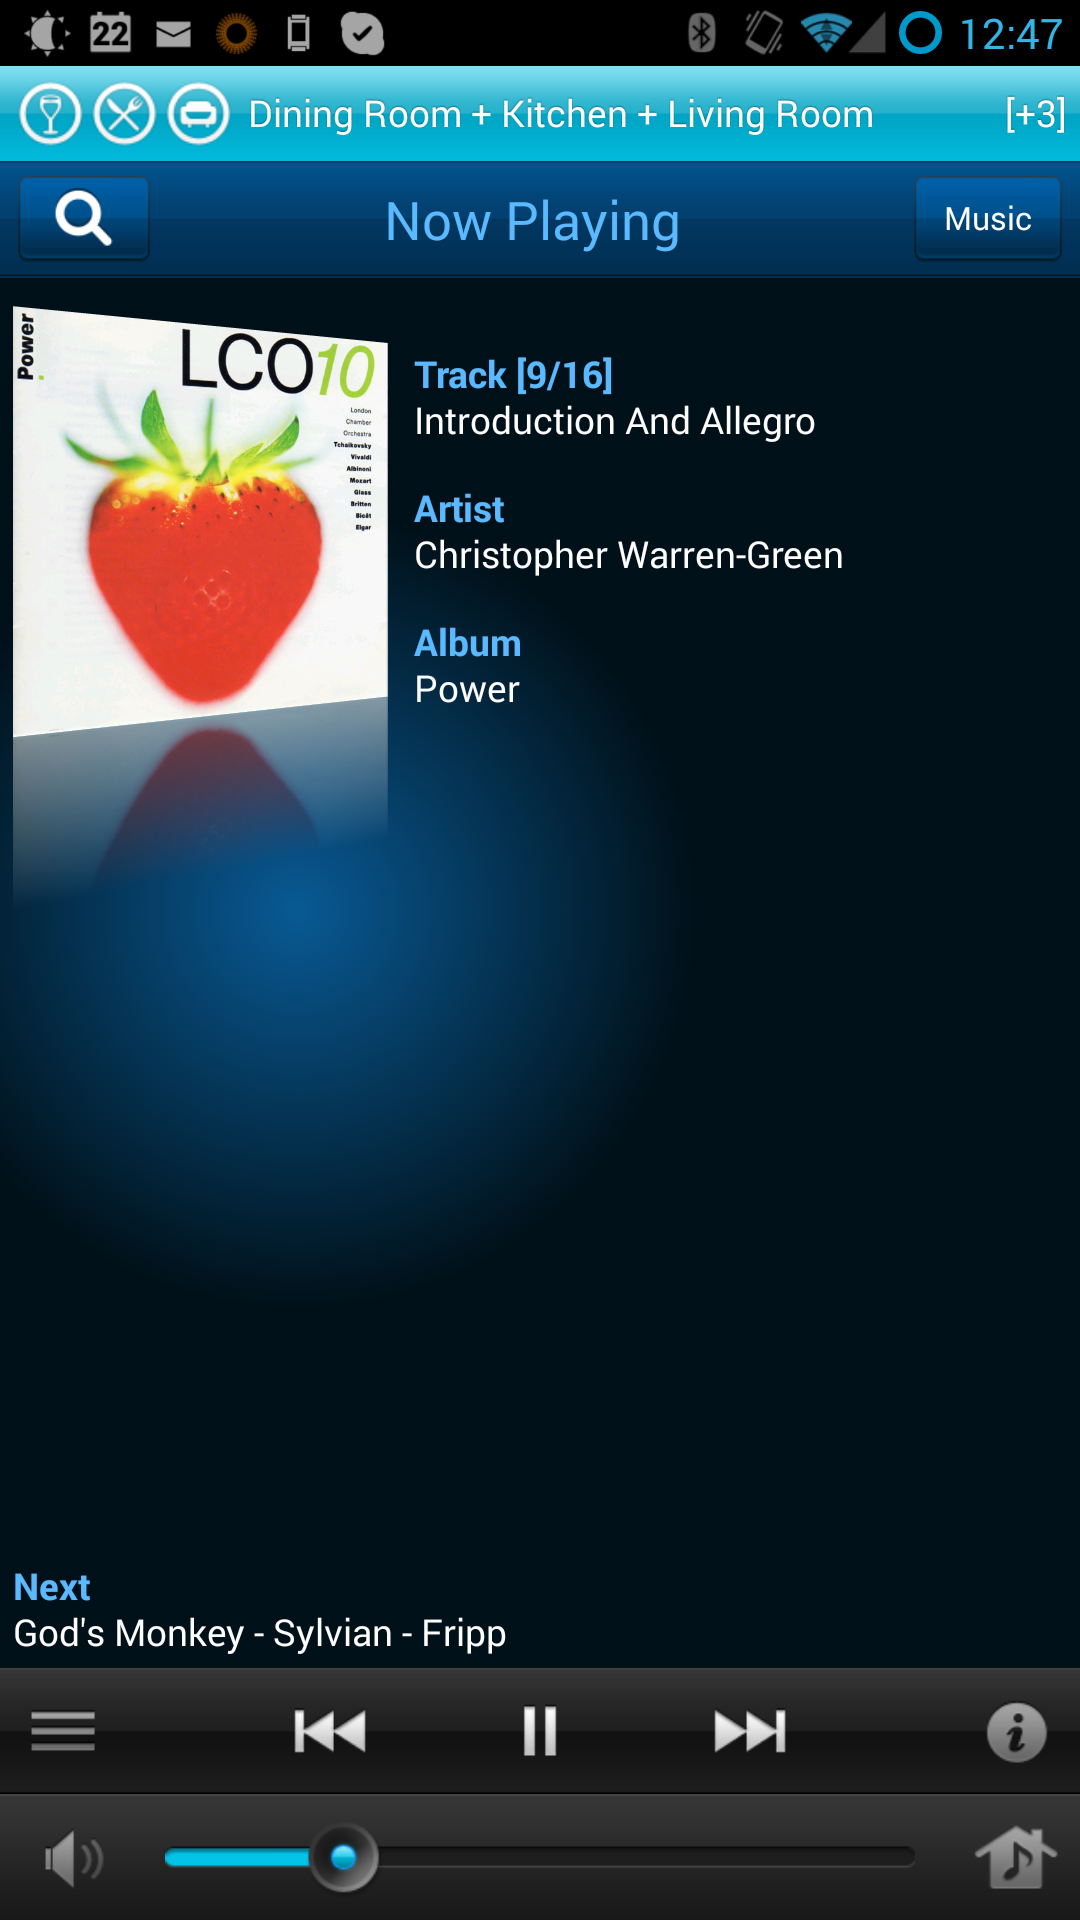 22
12:47
Dining Room + Kitchen + Living Room [+3]
Now Playing
Music
Power
LCO10
London
Chamber
Orchestra
Tchaikovsky
Vivaldi
Albinoni
Mozart
Glass
Britten
Bicât
Elgar
Track [9/16]
Introduction And Allegro
Artist
Christopher Warren-Green
Album
Power
Next
God's Monkey - Sylvian - Fripp